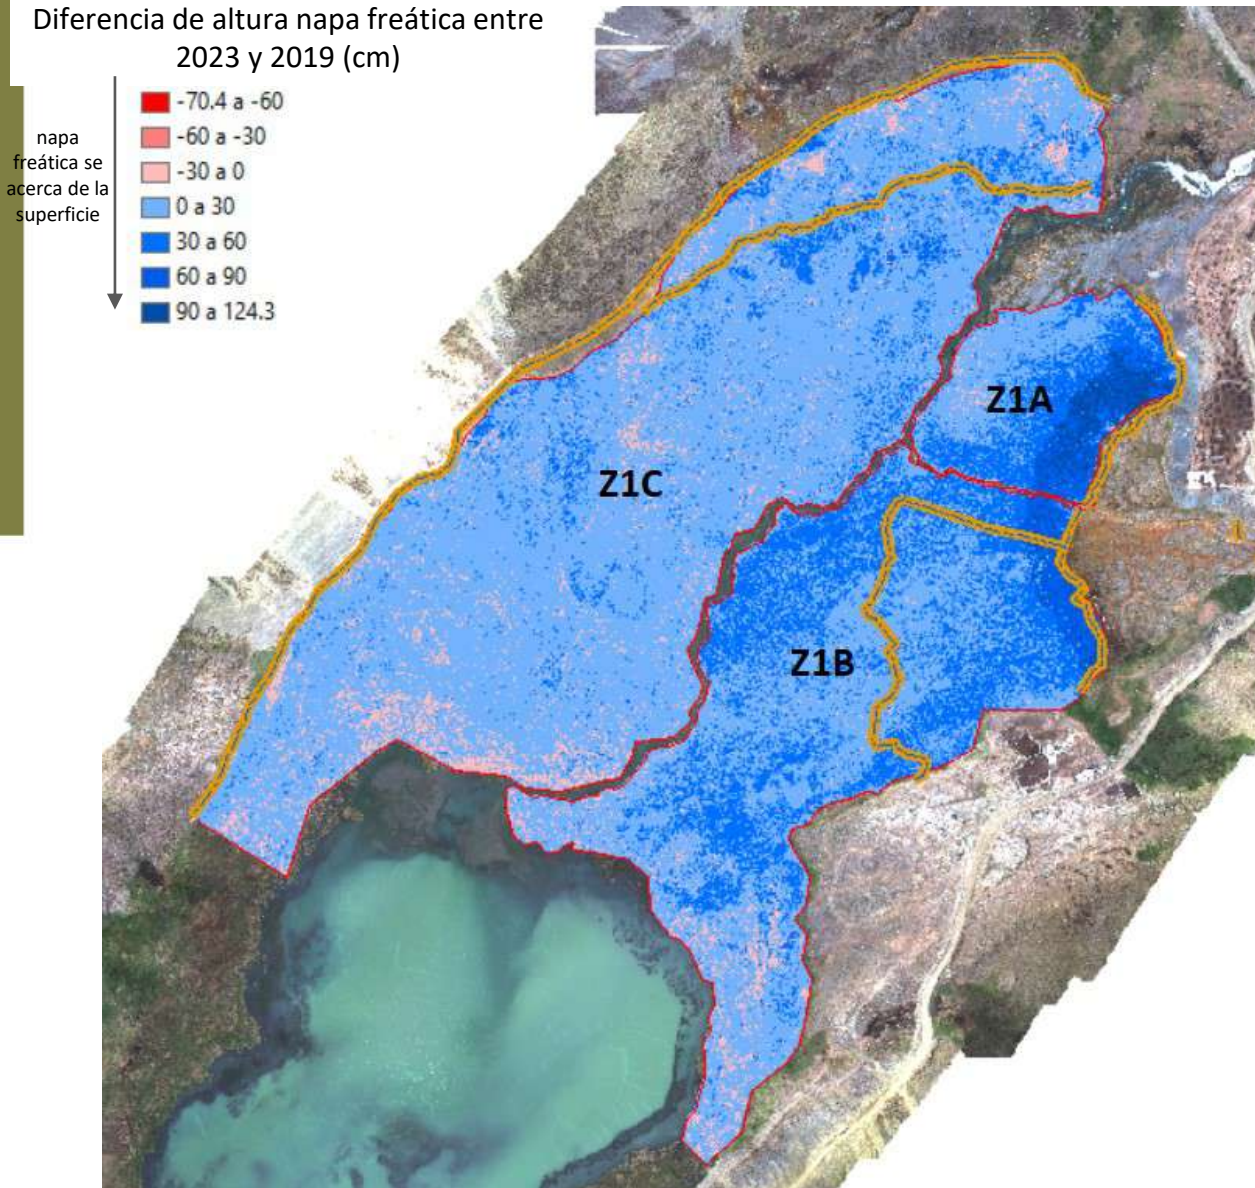 Diferencia de altura napa freática entre
2023 y 2019 (cm)
napa
freática se
acerca de la
superficie
-70.4 a -60
-60 a -30
-30 a 0
0 a 30
30 a 60
60 a 90
90 a 124.3
Z1A
Z1C
Z1B